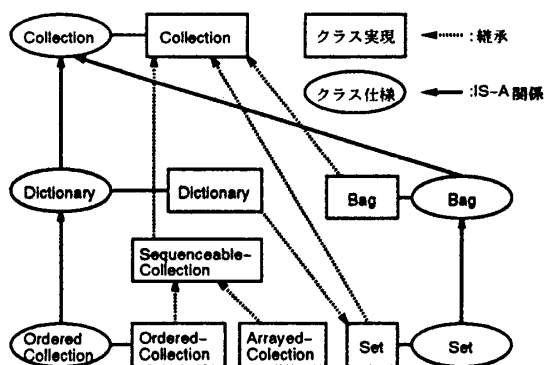 Collection
Collection
クラス実現
:継承
クラス仕様
:IS-A関係
Dictionary
Dictionary
Bag
Bag
Sequenceable-
Collection
Ordered
Collection
Ordered-
Collection
Arrayed-
Colection
Set
Set